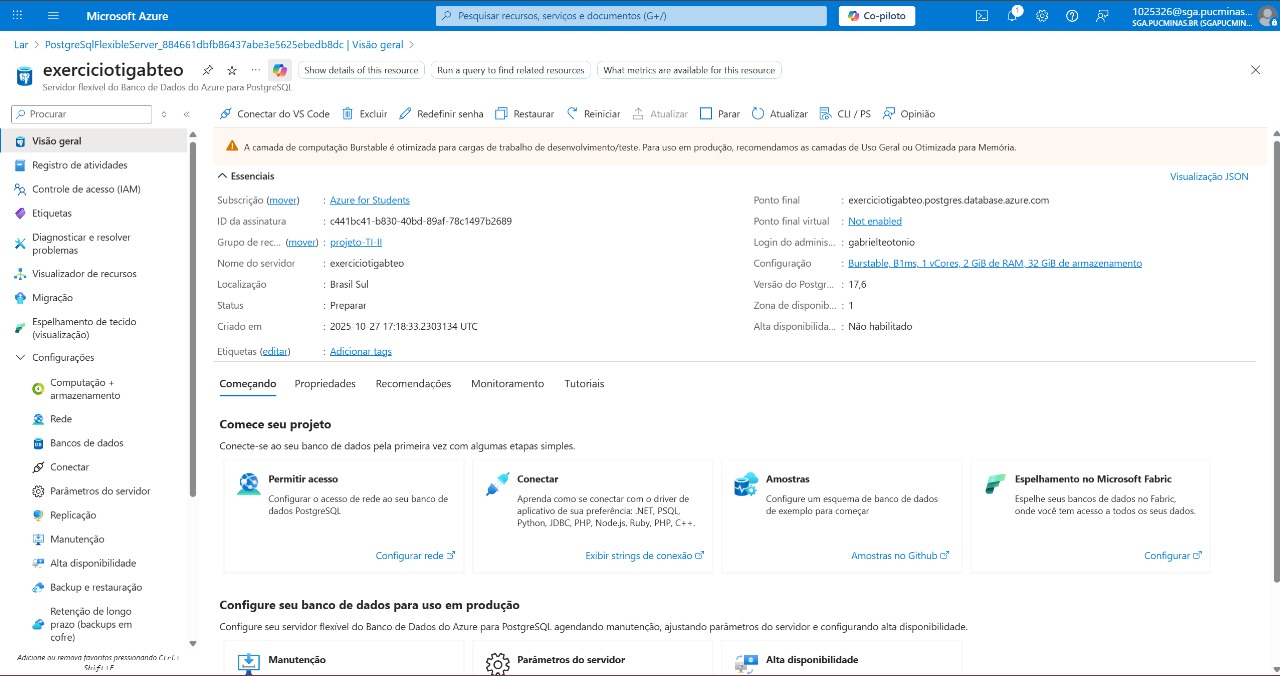 Microsoft Azure
Pesquisar recursos, serviços e documentos (G+/)
Co-piloto
1
1025326@sga.pucminas...
SGA.PUCMINAS.BR (SGAPUCMIN...
Lar > PostgreSqlFlexibleServer_884661dbfb86437abe3e5625ebedb8dc | Visão geral >
exerciciotigabteo
Show details of this resource
Run a query to find related resources
What metrics are available for this resource
Servidor flexível do Banco de Dados do Azure para PostgreSQL
Procurar
Conectar do VS Code
Excluir
Redefinir senha
Restaurar
Reiniciar
Atualizar
Parar
Atualizar
CLI / PS
Opinião
Visão geral
Registro de atividades
Controle de acesso (IAM)
Etiquetas
Diagnosticar e resolver
problemas
Visualizador de recursos
Migração
Espelhamento de tecido
(visualização)
Configurações
Computação +
armazenamento
Rede
Bancos de dados
Conectar
Parâmetros do servidor
Replicação
Manutenção
Alta disponibilidade
Backup e restauração
Retenção de longo
prazo (backups em
cofre)
Adicione ou remova favoritos pressionando Ctrl+
Shift+F
A camada de computação Burstable é otimizada para cargas de trabalho de desenvolvimento/teste. Para uso em produção, recomendamos as camadas de Uso Geral ou Otimizada para Memória.
Essenciais
Visualização JSON
Subscrição (mover) : Azure for Students
ID da assinatura : c441bc41-b830-40bd-89af-78c1497b2689
Grupo de rec... (mover) : projeto-TI-II
Nome do servidor : exerciciotigabteo
Localização : Brasil Sul
Status : Preparar
Criado em : 2025-10-27 17:18:33.2303134 UTC
Etiquetas (editar) : Adicionar tags
Ponto final : exerciciotigabteo.postgres.database.azure.com
Ponto final virtual : Not enabled
Login do adminis... : gabrielteotonio
Configuração : Burstable, B1ms, 1 vCores, 2 GiB de RAM, 32 GiB de armazenamento
Versão do Postgr... : 17,6
Zona de disponib... : 1
Alta disponibilida... : Não habilitado
Começando
Propriedades
Recomendações
Monitoramento
Tutoriais
Comece seu projeto
Conecte-se ao seu banco de dados pela primeira vez com algumas etapas simples.
Permitir acesso
Configurar o acesso de rede ao seu banco de
dados PostgreSQL
Configurar rede
Conectar
Aprenda como se conectar com o driver de
aplicativo de sua preferência: .NET, PSQL,
Python, JDBC, PHP, Node.js, Ruby, PHP, C++.
Exibir strings de conexão
Amostras
Configure um esquema de banco de dados
de exemplo para começar
Amostras no Github
Espelhamento no Microsoft Fabric
Espelhe seus bancos de dados no Fabric,
onde você tem acesso a todos os seus dados.
Configurar
Configure seu banco de dados para uso em produção
Configure seu servidor flexível do Banco de Dados do Azure para PostgreSQL agendando manutenção, ajustando parâmetros do servidor e configurando alta disponibilidade.
Manutenção
Parâmetros do servidor
Alta disponibilidade